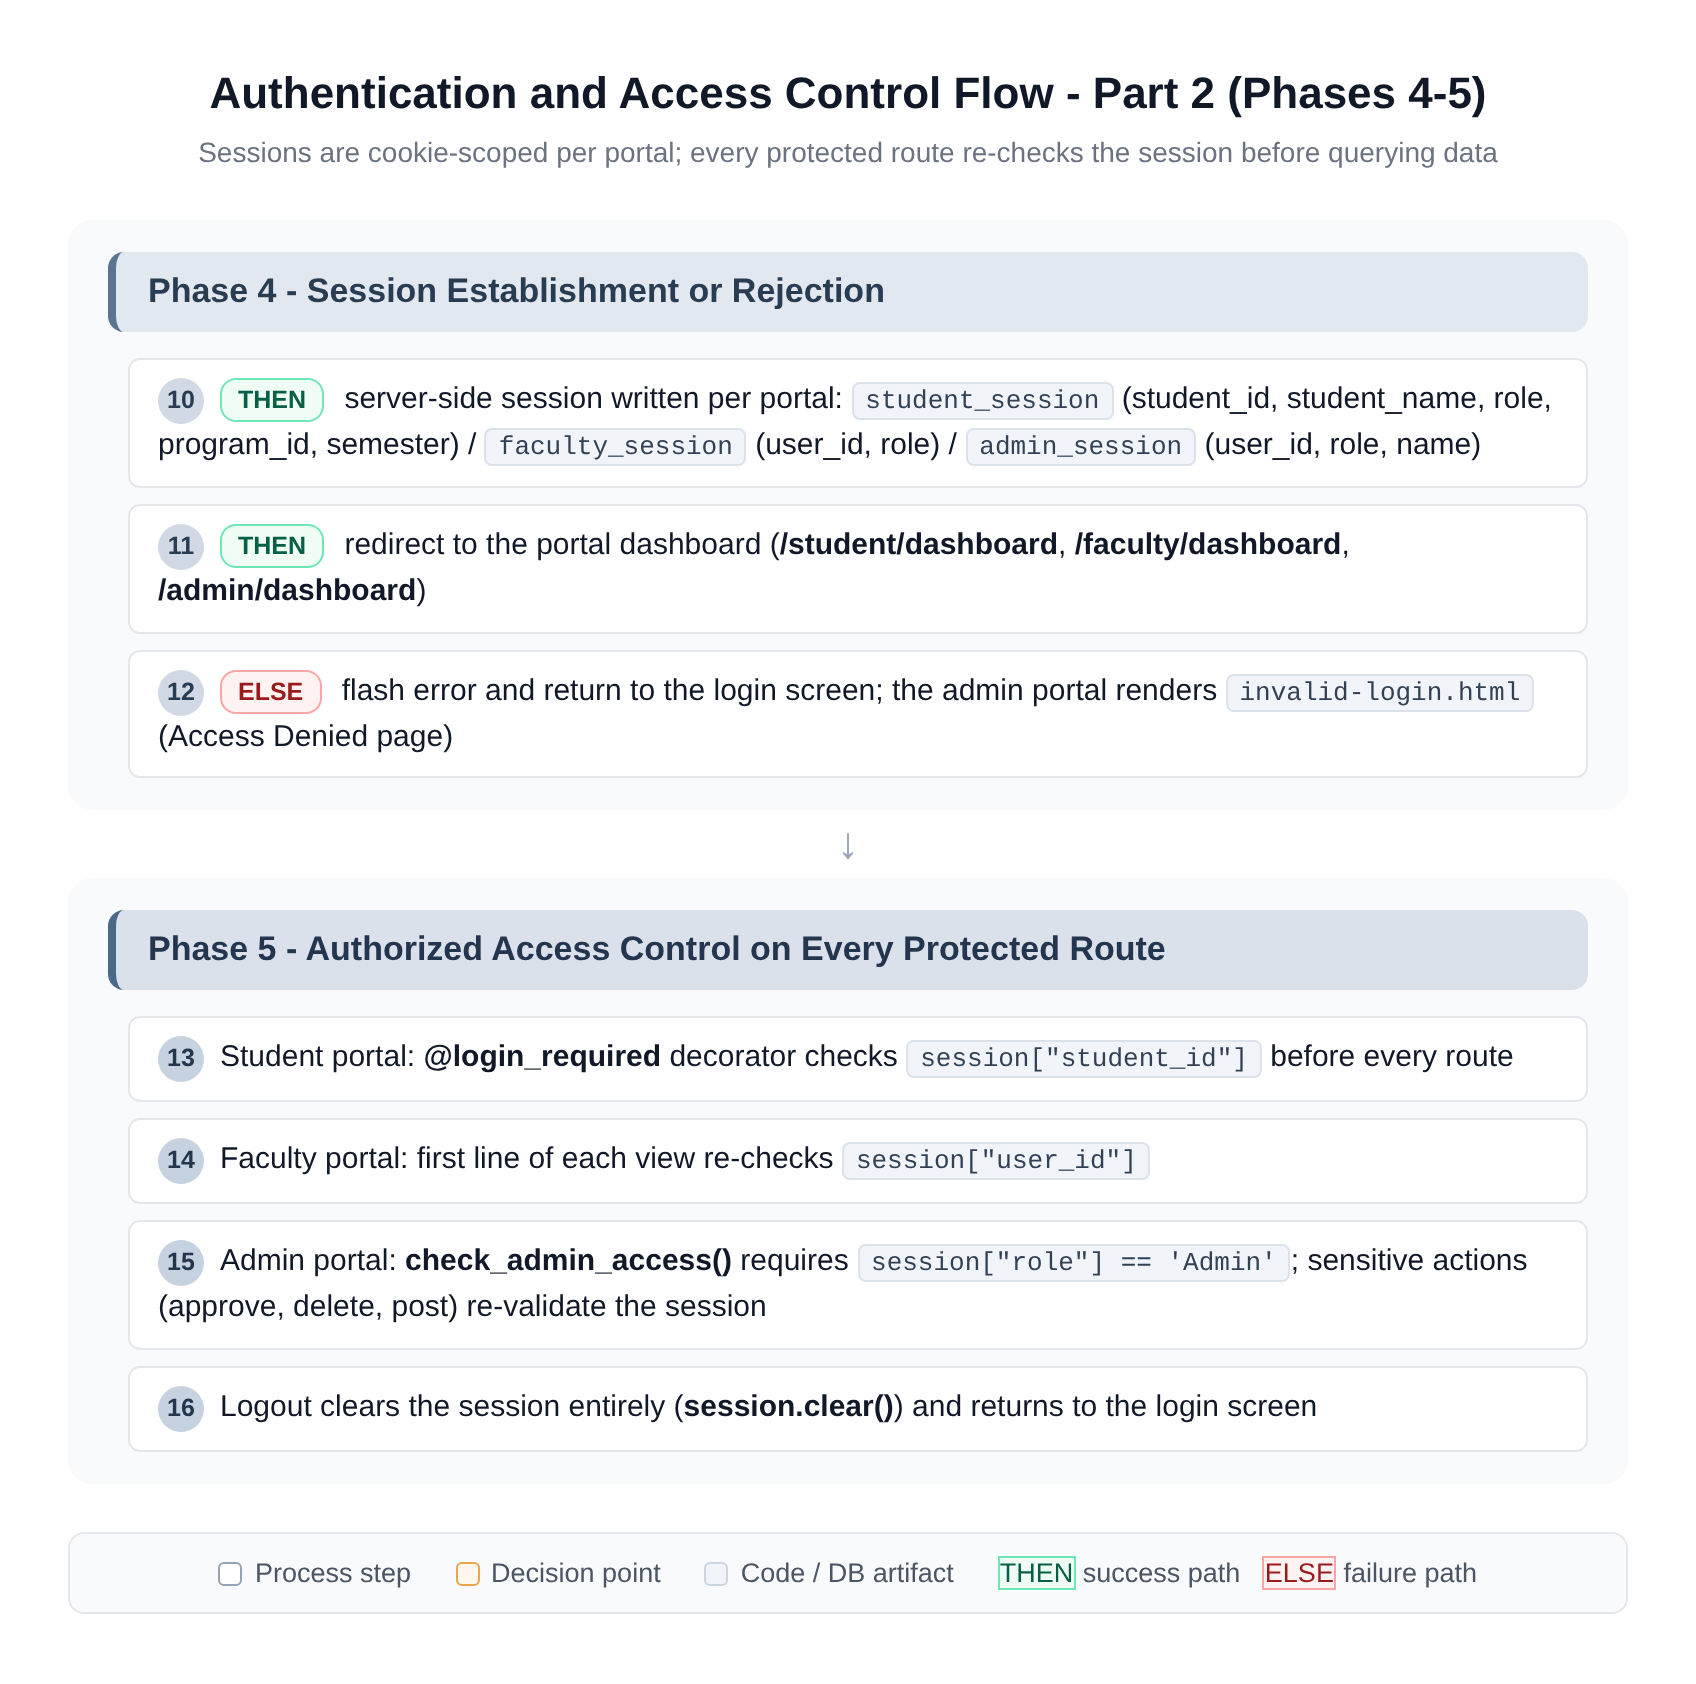 Authentication and Access Control Flow - Part 2 (Phases 4-5)
Sessions are cookie-scoped per portal; every protected route re-checks the session before querying data
Phase 4 - Session Establishment or Rejection
10 THEN server-side session written per portal: student_session (student_id, student_name, role,
program_id, semester) / faculty_session (user_id, role) / admin_session (user_id, role, name)
11 THEN redirect to the portal dashboard (/student/dashboard, /faculty/dashboard,
/admin/dashboard)
12 ELSE flash error and return to the login screen; the admin portal renders invalid-login.html
(Access Denied page)
↓
Phase 5 - Authorized Access Control on Every Protected Route
13 Student portal: @login_required decorator checks session["student_id"] before every route
14 Faculty portal: first line of each view re-checks session["user_id"]
15 Admin portal: check_admin_access() requires session["role"] == 'Admin'; sensitive actions
(approve, delete, post) re-validate the session
16 Logout clears the session entirely (session.clear()) and returns to the login screen
Process step Decision point Code / DB artifact THEN success path ELSE failure path